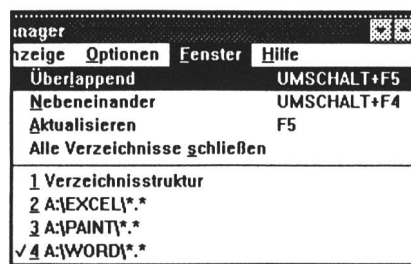 nager
nzeige Optionen Fenster Hilfe
Überlappend UMSCHALT+F5
Nebeneinander UMSCHALT+F4
Aktualisieren F5
Alle Verzeichnisse schließen
1 Verzeichnisstruktur
2 A:\EXCEL\*.*
3 A:\PAINT\*.*
✓4 A:\WORD\*.*